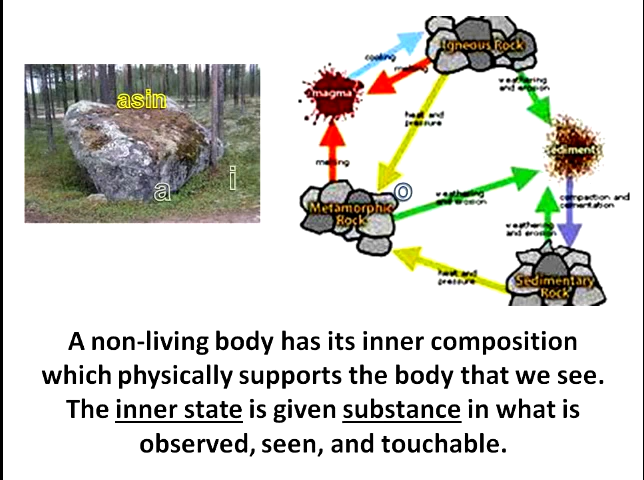 asin
a
i
Igneous Rock
cooling
melting
magma
weathering
and erosion
heat and
pressure
sediments
melting
o
weathering
and erosion
compaction and
cementation
Metamorphic
Rock
weathering
and erosion
heat and
pressure
Sedimentary
Rock
A non-living body has its inner composition
which physically supports the body that we see.
The inner state is given substance in what is
observed, seen, and touchable.